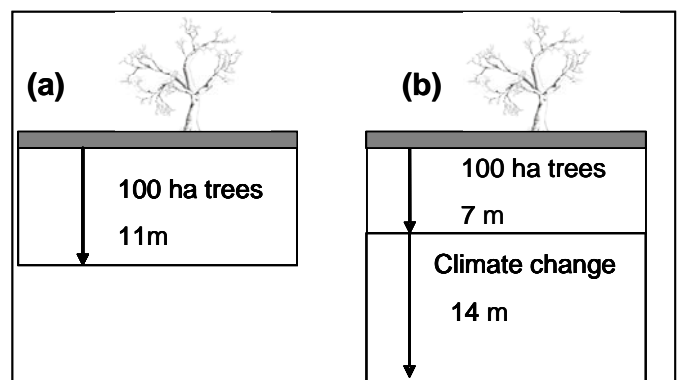 (a)
100 ha trees
11m
(b)
100 ha trees
7 m
Climate change
14 m